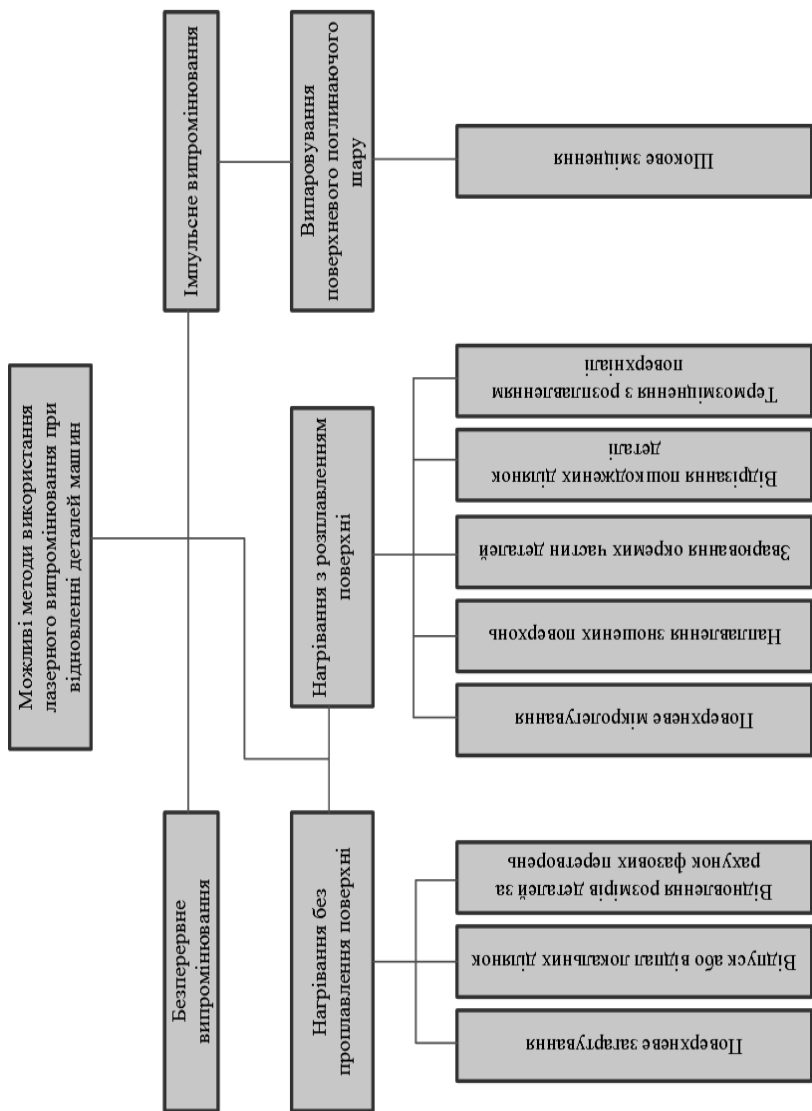 Можливі методи використання
лазерного випромінювання при
відновленні деталей машин
Безперервне
випромінювання
Імпульсне випромінювання
Нагрівання без
проплавлення поверхні
Нагрівання з розплавленням
поверхні
Випаровування
поверхневого поглинаючого
шару
Поверхневе загартування
Відпуск або відпал локальних ділянок
Відновлення розмірів деталей за
рахунок фазових перетворень
Поверхневе мікролегування
Наплавлення зношених поверхонь
Зварювання окремих частин деталей
Відрізання пошкоджених ділянок
деталі
Термозміцнення з розплавленням
поверхніалі
Шокове зміцнення